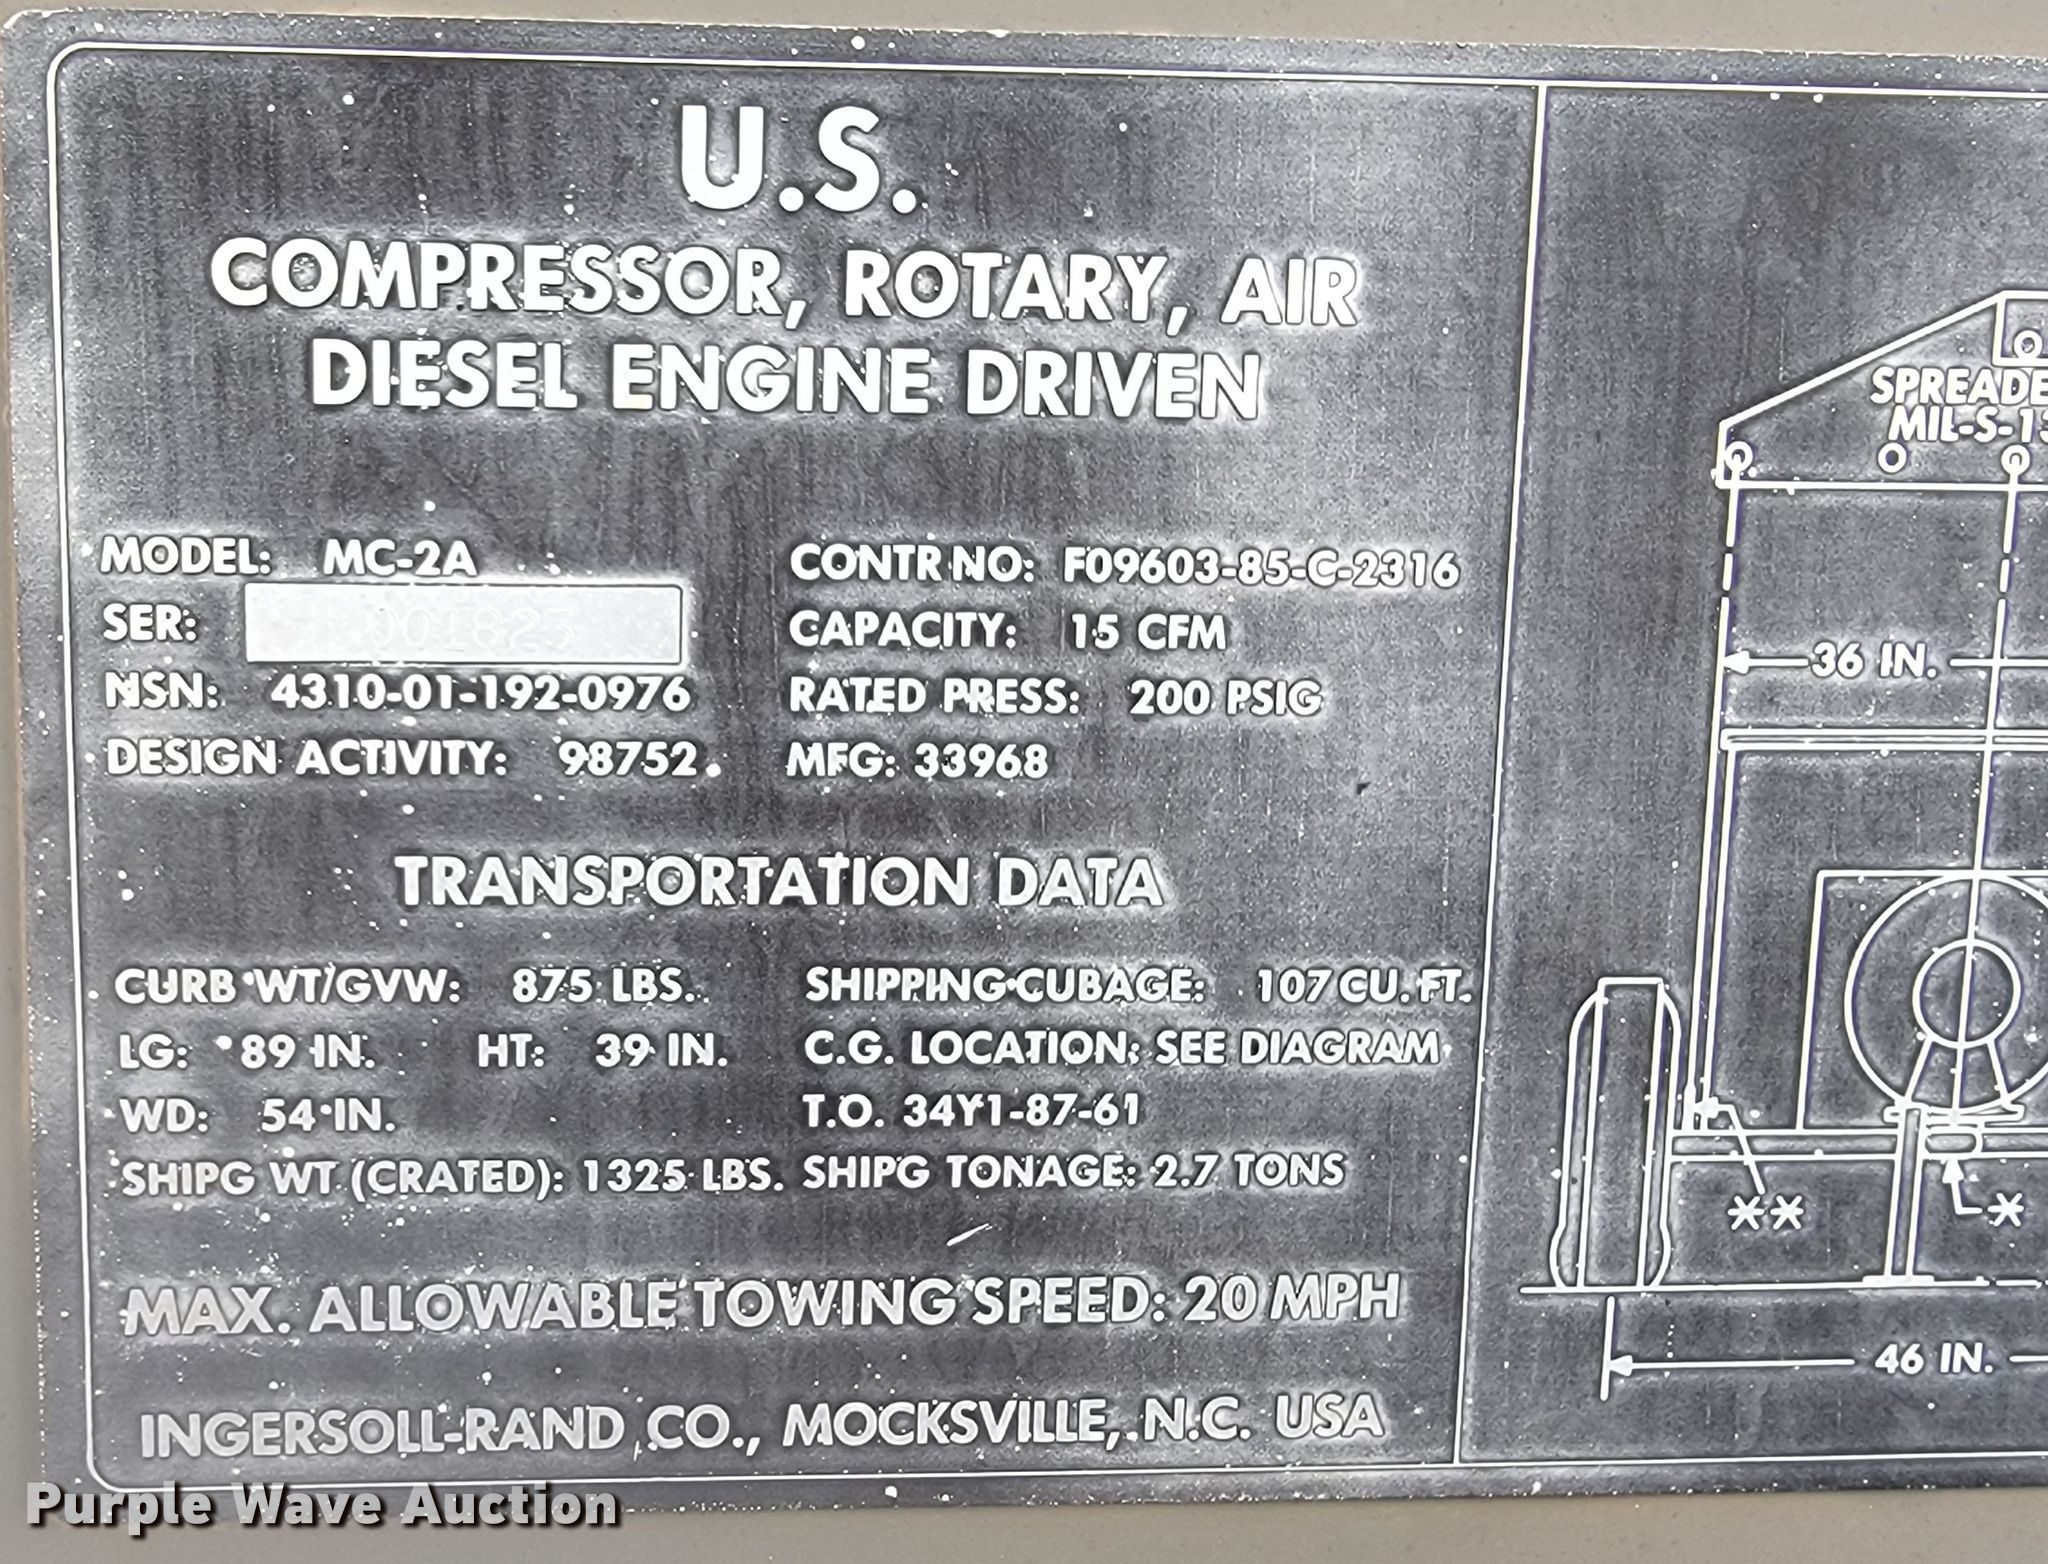 U.S.
COMPRESSOR, ROTARY, AIR
DIESEL ENGINE DRIVEN
MODEL: MC-2A
SER:
NSN: 4310-01-192-0976
DESIGN ACTIVITY: 98752
CONTR NO: F09603-85-C-2316
CAPACITY: 15 CFM
RATED PRESS: 200 PSIG
MFG: 33968
TRANSPORTATION DATA
CURB WT/GVW: 875 LBS.
LG: 89 IN. HT: 39 IN.
WD: 54 IN.
SHIPG WT (CRATED): 1325 LBS.
SHIPPING CUBAGE: 107 CU. FT.
C.G. LOCATION: SEE DIAGRAM
T.O. 34Y1-87-61
SHIPG TONAGE: 2.7 TONS
MAX. ALLOWABLE TOWING SPEED: 20 MPH
INGERSOLL-RAND CO., MOCKSVILLE, N.C. USA
SPREADE
MIL-S-13
36 IN.
** *
46 IN.
Purple Wave Auction